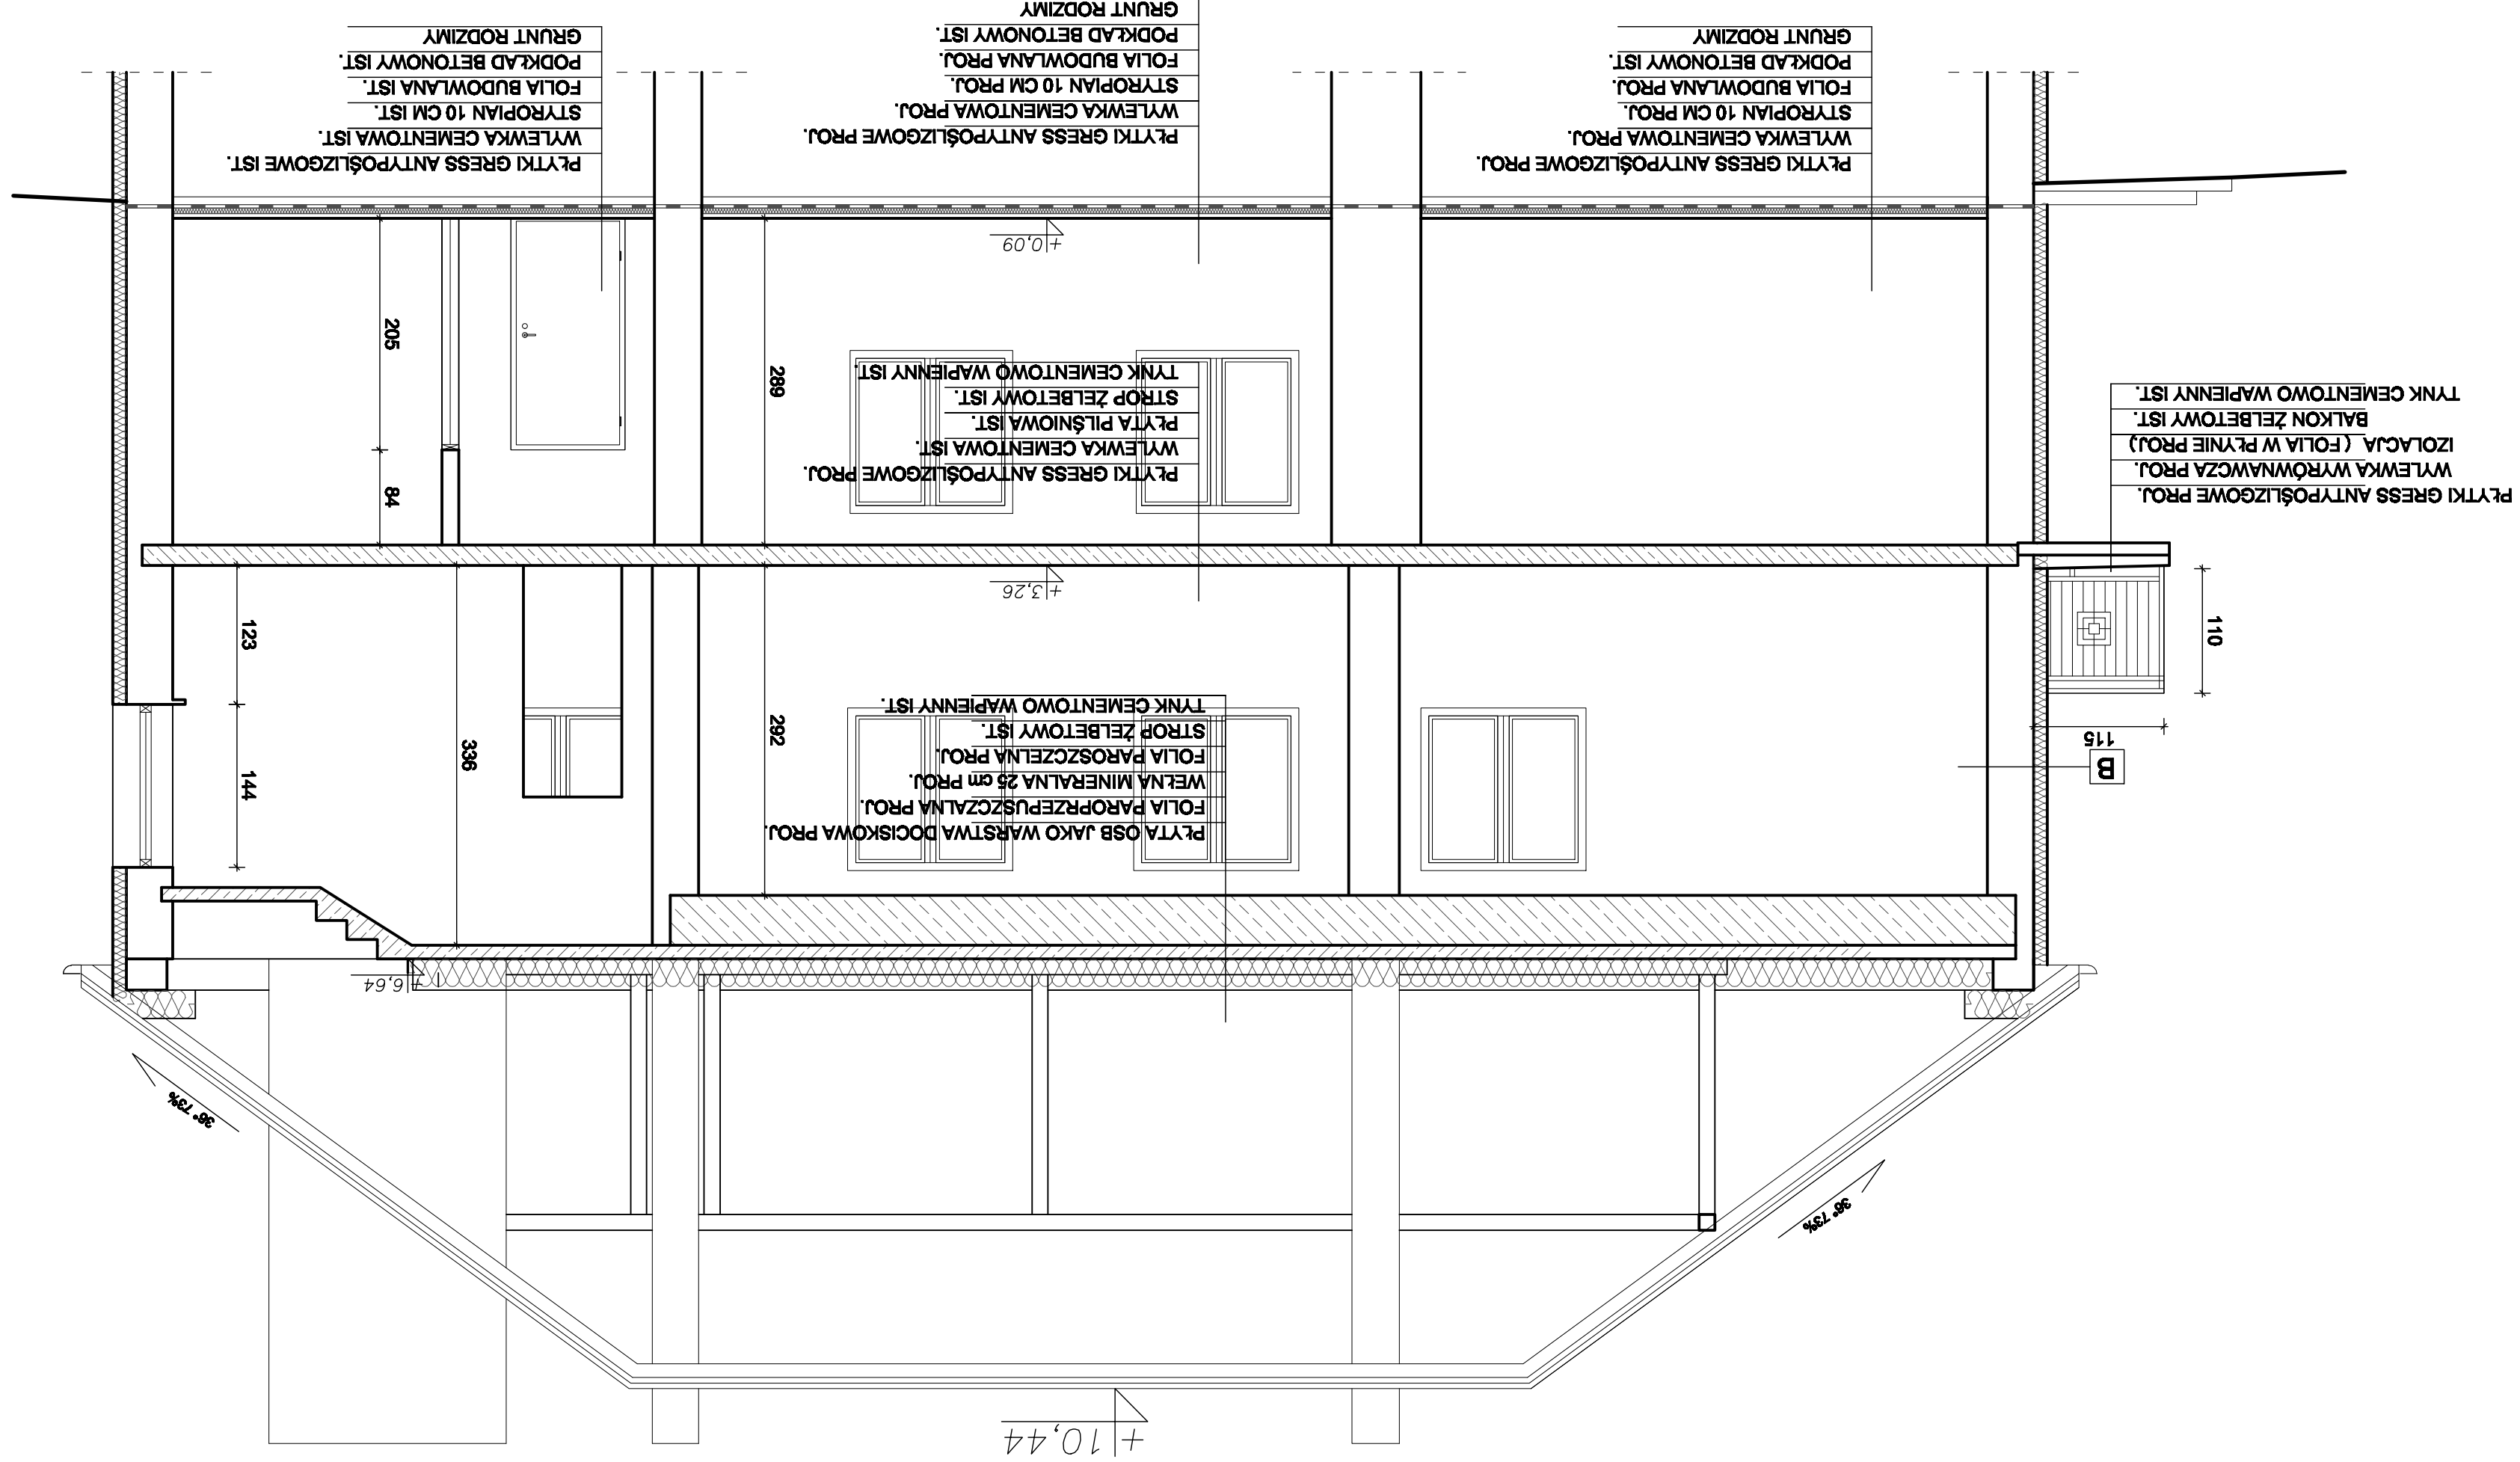 +10,44
36° 73%
36° 73%
+6,64
PŁYTA OSB JAKO WARSTWA DOCISKOWA PROJ.
FOLIA PAROPRZEPUSZCZALNA PROJ.
WEŁNA MINERALNA 25 cm PROJ.
FOLIA PAROSZCZELNA PROJ.
STROP ŻELBETOWY IST.
TYNK CEMENTOWO WAPIENNY IST.
B
115
110
292
336
144
123
+3,26
PŁYTKI GRESS ANTYPOŚLIZGOWE PROJ.
WYLEWKA WYRÓWNAWCZA PROJ.
IZOLACJA ( FOLIA W PŁYNIE PROJ.)
BALKON ŻELBETOWY IST.
TYNK CEMENTOWO WAPIENNY IST.
PŁYTKI GRESS ANTYPOŚLIZGOWE PROJ.
WYLEWKA CEMENTOWA IST.
PŁYTA PILŚNIOWA IST.
STROP ŻELBETOWY IST.
TYNK CEMENTOWO WAPIENNY IST.
289
84
205
+0,09
PŁYTKI GRESS ANTYPOŚLIZGOWE PROJ.
WYLEWKA CEMENTOWA PROJ.
STYROPIAN 10 CM PROJ.
FOLIA BUDOWLANA PROJ.
PODKŁAD BETONOWY IST.
GRUNT RODZIMY
PŁYTKI GRESS ANTYPOŚLIZGOWE PROJ.
WYLEWKA CEMENTOWA PROJ.
STYROPIAN 10 CM PROJ.
FOLIA BUDOWLANA PROJ.
PODKŁAD BETONOWY IST.
GRUNT RODZIMY
PŁYTKI GRESS ANTYPOŚLIZGOWE IST.
WYLEWKA CEMENTOWA IST.
STYROPIAN 10 CM IST.
FOLIA BUDOWLANA IST.
PODKŁAD BETONOWY IST.
GRUNT RODZIMY